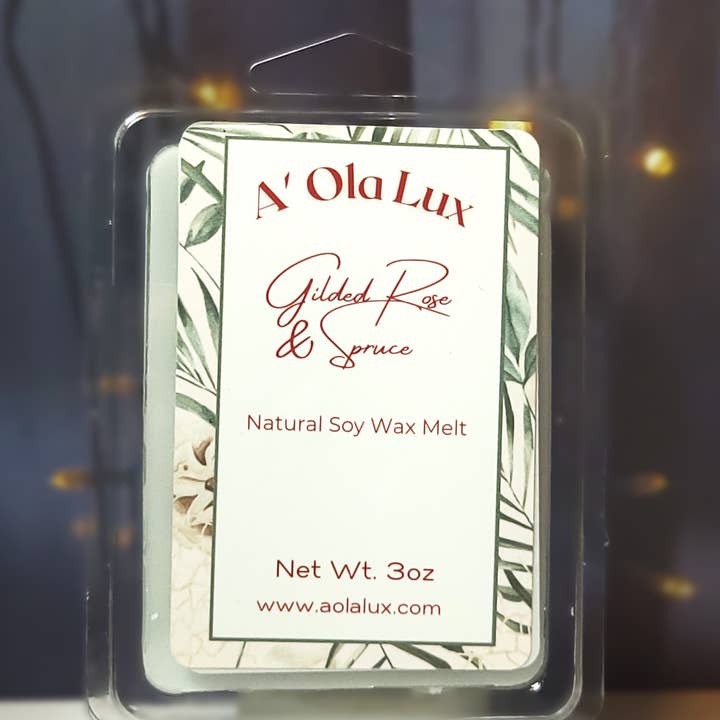 A' Ola Lux
Gilded Rose
& Spruce
Natural Soy Wax Melt
Net Wt. 3oz
www.aolalux.com